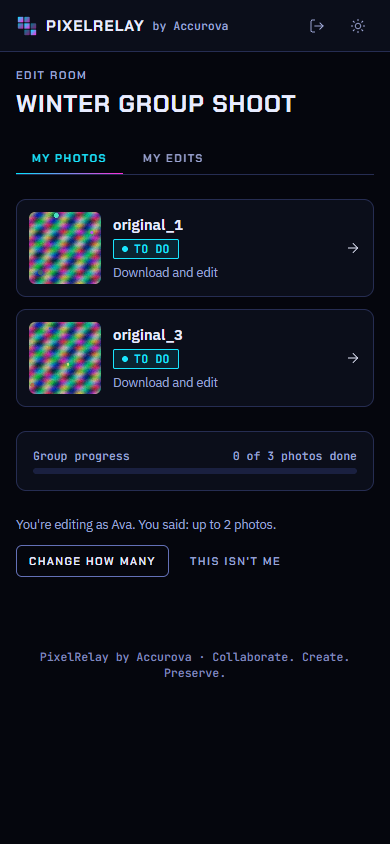 PIXELRELAY by Accurova
EDIT ROOM
WINTER GROUP SHOOT
MY PHOTOS MY EDITS
original_1
TO DO
Download and edit
original_3
TO DO
Download and edit
Group progress 0 of 3 photos done
You're editing as Ava. You said: up to 2 photos.
CHANGE HOW MANY THIS ISN'T ME
PixelRelay by Accurova · Collaborate. Create.
Preserve.